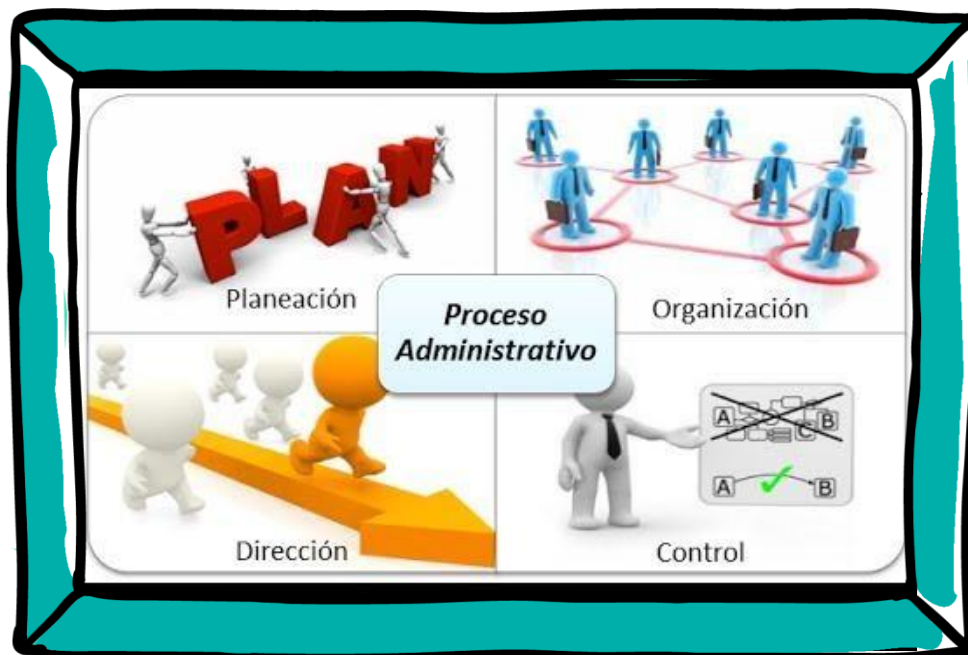 PLAN
Planeación
Organización
Proceso
Administrativo
Dirección
Control
A
B
C
A
B